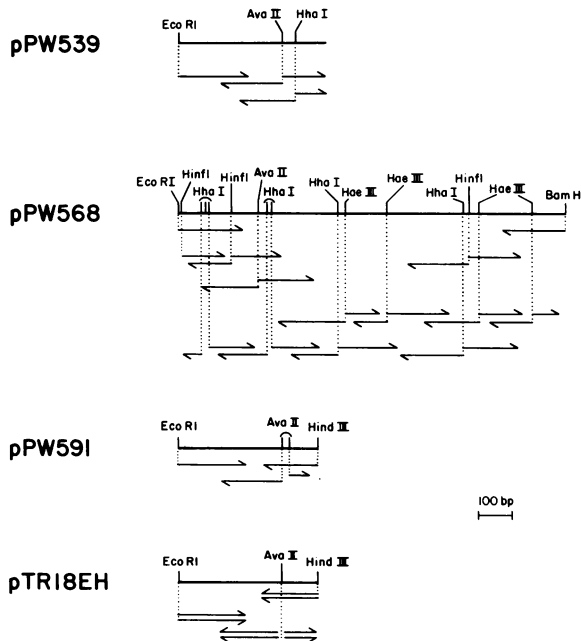 pPW539
Eco RI
Ava II
Hha I
pPW568
Eco RI
HinfI
Hha I
HinfI
Ava II
Hha I
Hha I
Hae III
Hae III
Hha I
HinfI
Hae III
Bam H
pPW591
Eco RI
Ava II
Hind III
100 bp
pTR18EH
Eco RI
Ava II
Hind III